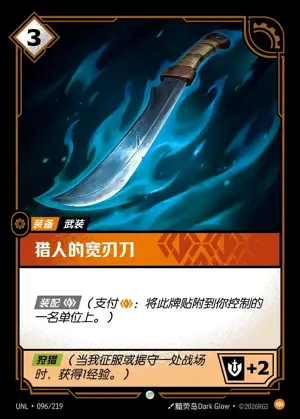 3
装备 武装
猎人的宽刃刀
装配 （支付：将此牌贴附到你控制的
一名单位上。）
狩猎（当我征服或据守一处战场
时，获得1经验。）
+2
UNL • 096/219
黯荧岛Dark Glow • ©2026RGI